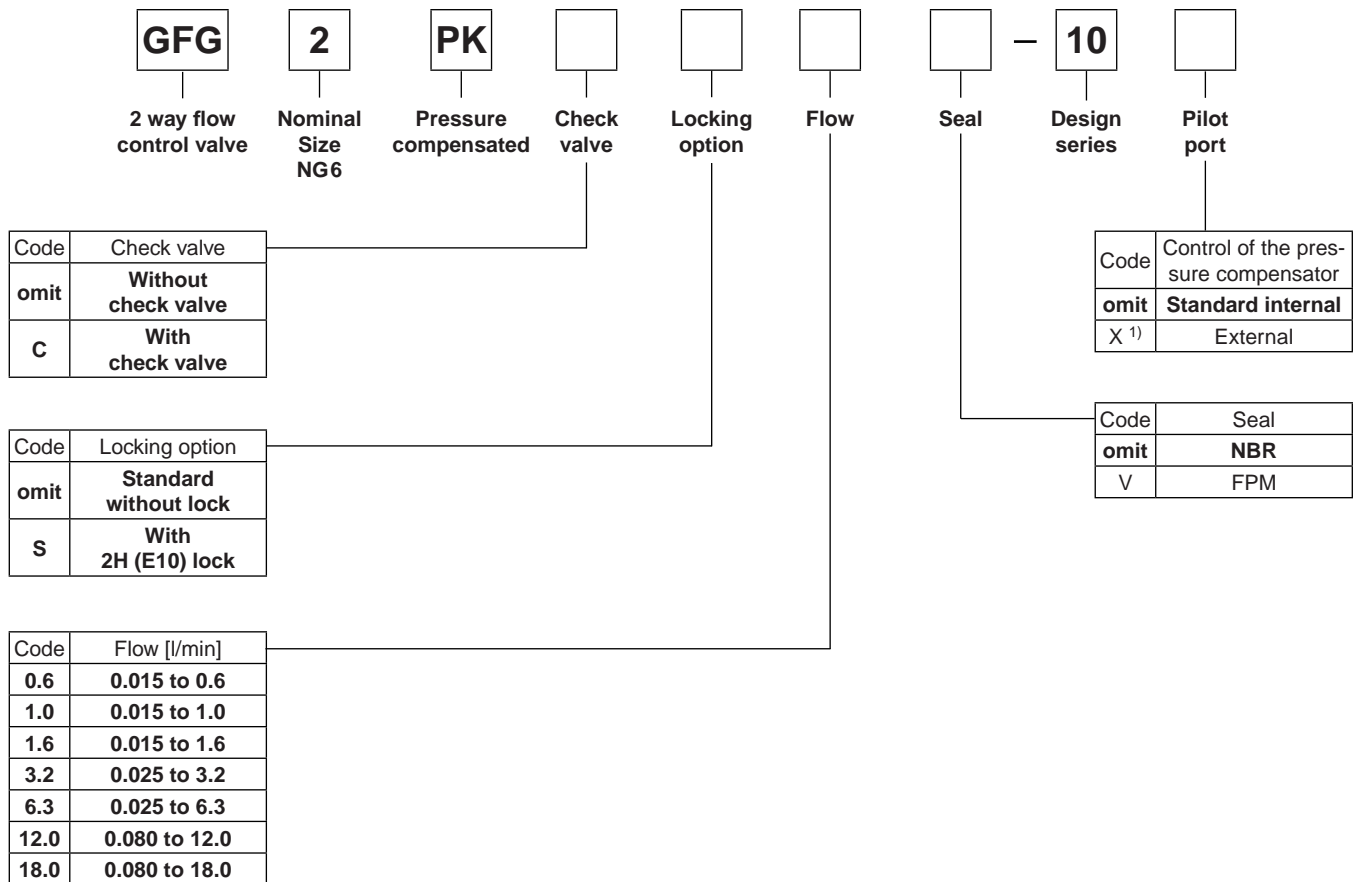 GFG 2 PK – 10
2 way flow
control valve
Nominal
Size
NG6
Pressure
compensated
Check
valve
Locking
option
Flow
Seal
Design
series
Pilot
port
Code Check valve
omit Without
check valve
C With
check valve
Code Control of the pres-
sure compensator
omit Standard internal
X 1) External
Code Locking option
omit Standard
without lock
S With
2H (E10) lock
Code Seal
omit NBR
V FPM
Code Flow [l/min]
0.6 0.015 to 0.6
1.0 0.015 to 1.0
1.6 0.015 to 1.6
3.2 0.025 to 3.2
6.3 0.025 to 6.3
12.0 0.080 to 12.0
18.0 0.080 to 18.0